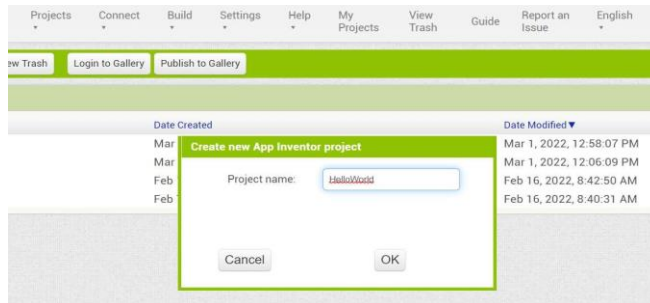 Projects Connect Build Settings Help My Projects View Trash Guide Report an Issue English
ew Trash Login to Gallery Publish to Gallery
Date Created Date Modified▼
Mar Mar 1, 2022, 12:58:07 PM
Mar Mar 1, 2022, 12:06:09 PM
Feb Feb 16, 2022, 8:42:50 AM
Feb Feb 16, 2022, 8:40:31 AM
Create new App Inventor project
Project name: HelloWorld
Cancel OK